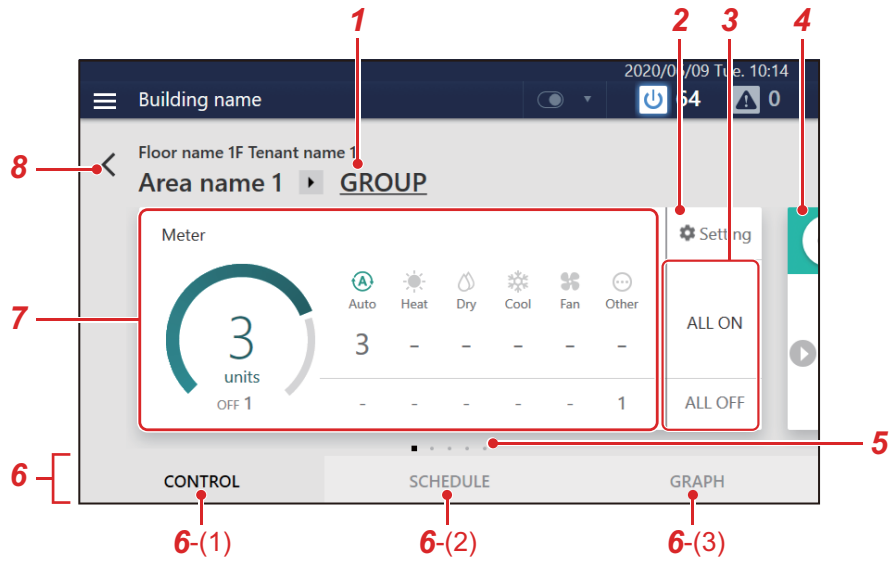 1 2 3 4
2020/06/09 Tue. 10:14
Building name 64 0
8
Floor name 1F Tenant name 1
Area name 1 GROUP
Meter Setting
A
Auto Heat Dry Cool Fan Other
3 - - - - -
ALL ON
7
3
units
OFF 1
- - - - - 1
ALL OFF
5
6
CONTROL SCHEDULE GRAPH
6-(1) 6-(2) 6-(3)